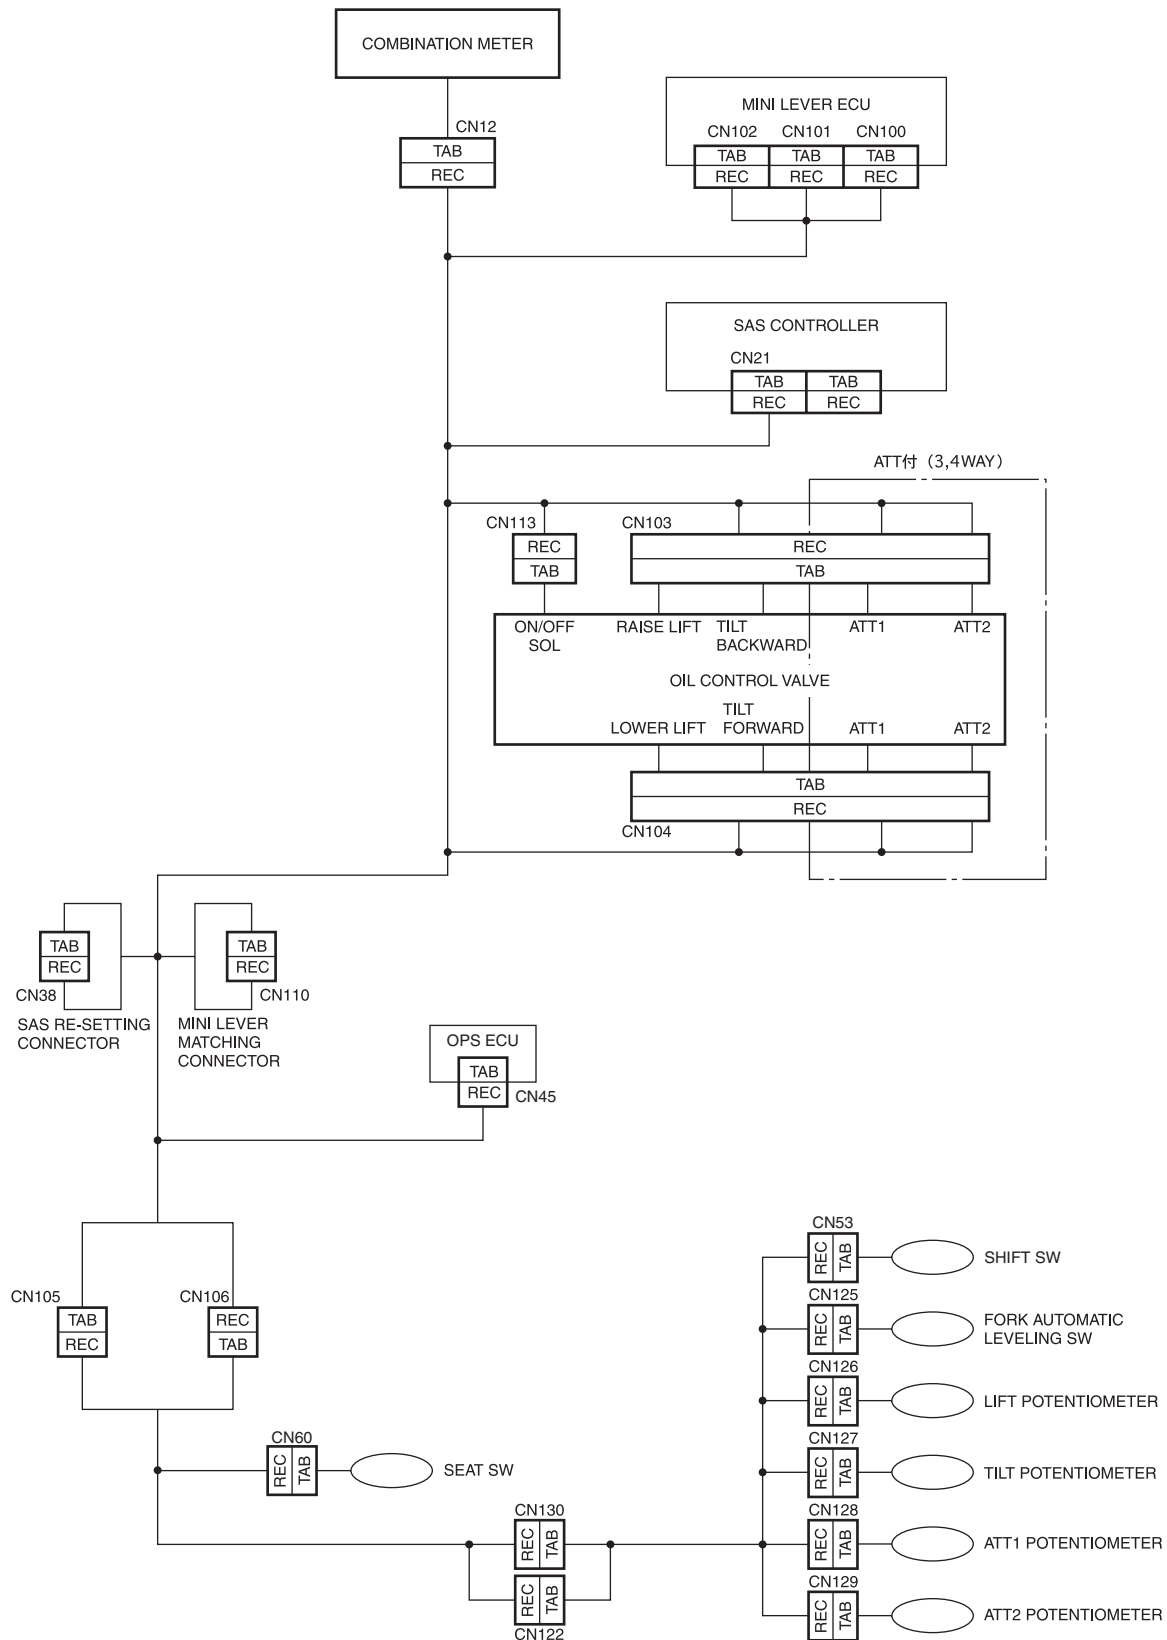 COMBINATION METER
CN12
TAB
REC
MINI LEVER ECU
CN102 CN101 CN100
TAB TAB TAB
REC REC REC
SAS CONTROLLER
CN21
TAB TAB
REC REC
ATT付（3,4WAY）
CN113
REC
TAB
CN103
REC
TAB
ON/OFF
SOL
RAISE LIFT
TILT
BACKWARD
ATT1
ATT2
OIL CONTROL VALVE
LOWER LIFT
TILT
FORWARD
ATT1
ATT2
TAB
REC
CN104
TAB
REC
CN38
SAS RE-SETTING
CONNECTOR
TAB
REC
CN110
MINI LEVER
MATCHING
CONNECTOR
OPS ECU
TAB
REC
CN45
CN105
TAB
REC
CN106
REC
TAB
CN60
REC TAB
SEAT SW
CN130
REC TAB
REC TAB
CN122
CN53
REC TAB
SHIFT SW
CN125
REC TAB
FORK AUTOMATIC
LEVELING SW
CN126
REC TAB
LIFT POTENTIOMETER
CN127
REC TAB
TILT POTENTIOMETER
CN128
REC TAB
ATT1 POTENTIOMETER
CN129
REC TAB
ATT2 POTENTIOMETER